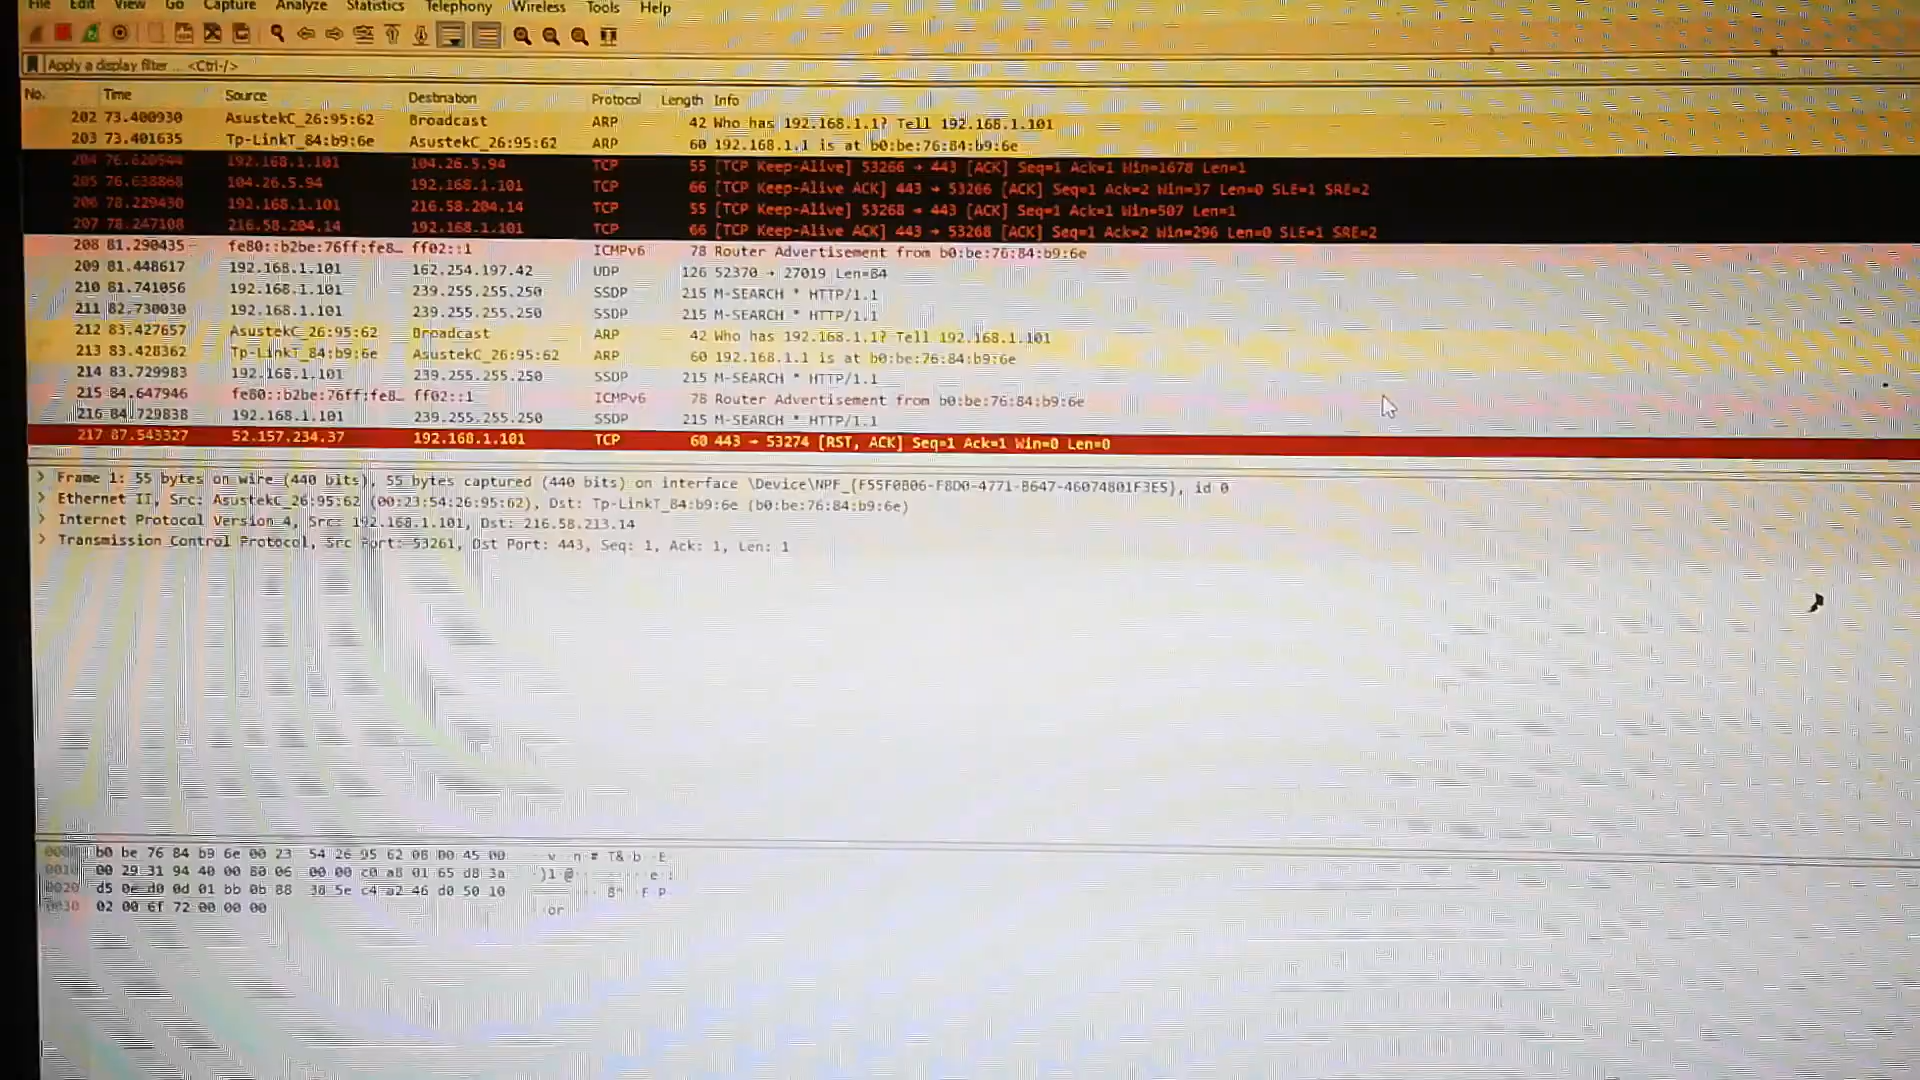 File Edit View Go Capture Analyze Statistics Telephony Wireless Tools Help
Apply a display filter ... <Ctrl-/>
No. Time Source Destination Protocol Length Info
202 73.400930 AsustekC_26:95:62 Broadcast ARP 42 Who has 192.168.1.1? Tell 192.168.1.101
203 73.401635 Tp-LinkT_84:b9:6e AsustekC_26:95:62 ARP 60 192.168.1.1 is at b0:be:76:84:b9:6e
204 76.620544 192.168.1.101 104.26.5.94 TCP 55 [TCP Keep-Alive] 53266 → 443 [ACK] Seq=1 Ack=1 Win=1678 Len=1
205 76.638868 104.26.5.94 192.168.1.101 TCP 66 [TCP Keep-Alive ACK] 443 → 53266 [ACK] Seq=1 Ack=2 Win=37 Len=0 SLE=1 SRE=2
206 78.229430 192.168.1.101 216.58.204.14 TCP 55 [TCP Keep-Alive] 53268 → 443 [ACK] Seq=1 Ack=1 Win=507 Len=1
207 78.247108 216.58.204.14 192.168.1.101 TCP 66 [TCP Keep-Alive ACK] 443 → 53268 [ACK] Seq=1 Ack=2 Win=296 Len=0 SLE=1 SRE=2
208 81.290435 fe80::b2be:76ff:fe8… ff02::1 ICMPv6 78 Router Advertisement from b0:be:76:84:b9:6e
209 81.448617 192.168.1.101 162.254.197.42 UDP 126 52370 → 27019 Len=84
210 81.741056 192.168.1.101 239.255.255.250 SSDP 215 M-SEARCH * HTTP/1.1
211 82.730030 192.168.1.101 239.255.255.250 SSDP 215 M-SEARCH * HTTP/1.1
212 83.427657 AsustekC_26:95:62 Broadcast ARP 42 Who has 192.168.1.1? Tell 192.168.1.101
213 83.428362 Tp-LinkT_84:b9:6e AsustekC_26:95:62 ARP 60 192.168.1.1 is at b0:be:76:84:b9:6e
214 83.729983 192.168.1.101 239.255.255.250 SSDP 215 M-SEARCH * HTTP/1.1
215 84.647946 fe80::b2be:76ff:fe8… ff02::1 ICMPv6 78 Router Advertisement from b0:be:76:84:b9:6e
216 84.729838 192.168.1.101 239.255.255.250 SSDP 215 M-SEARCH * HTTP/1.1
217 87.543327 52.157.234.37 192.168.1.101 TCP 60 443 → 53274 [RST, ACK] Seq=1 Ack=1 Win=0 Len=0
> Frame 1: 55 bytes on wire (440 bits), 55 bytes captured (440 bits) on interface \Device\NPF_{F55F0B06-F8D0-4771-B647-46074801F3E5}, id 0
> Ethernet II, Src: AsustekC_26:95:62 (00:23:54:26:95:62), Dst: Tp-LinkT_84:b9:6e (b0:be:76:84:b9:6e)
> Internet Protocol Version 4, Src: 192.168.1.101, Dst: 216.58.213.14
> Transmission Control Protocol, Src Port: 53261, Dst Port: 443, Seq: 1, Ack: 1, Len: 1
0000 b0 be 76 84 b9 6e 00 23 54 26 95 62 08 00 45 00
0010 00 29 31 94 40 00 80 06 00 00 c0 a8 01 65 d8 3a
0020 d5 0e d0 0d 01 bb 0b 88 38 5e c4 a2 46 d0 50 10
0030 02 00 6f 72 00 00 00